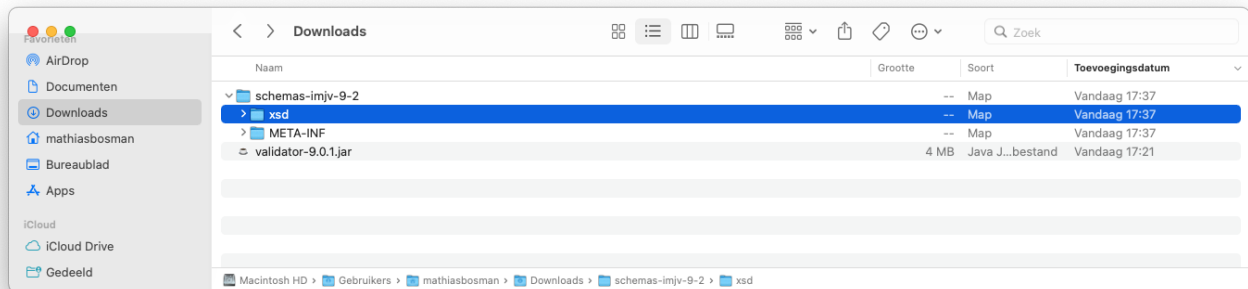 Favorieten
AirDrop
Documenten
Downloads
mathiasbosman
Bureaublad
Apps
iCloud
iCloud Drive
Gedeeld
Downloads
Zoek
Naam Grootte Soort Toevoegingsdatum
schemas-imjv-9-2 -- Map Vandaag 17:37
xsd -- Map Vandaag 17:37
META-INF -- Map Vandaag 17:37
validator-9.0.1.jar 4 MB Java J...bestand Vandaag 17:21
Macintosh HD › Gebruikers › mathiasbosman › Downloads › schemas-imjv-9-2 › xsd